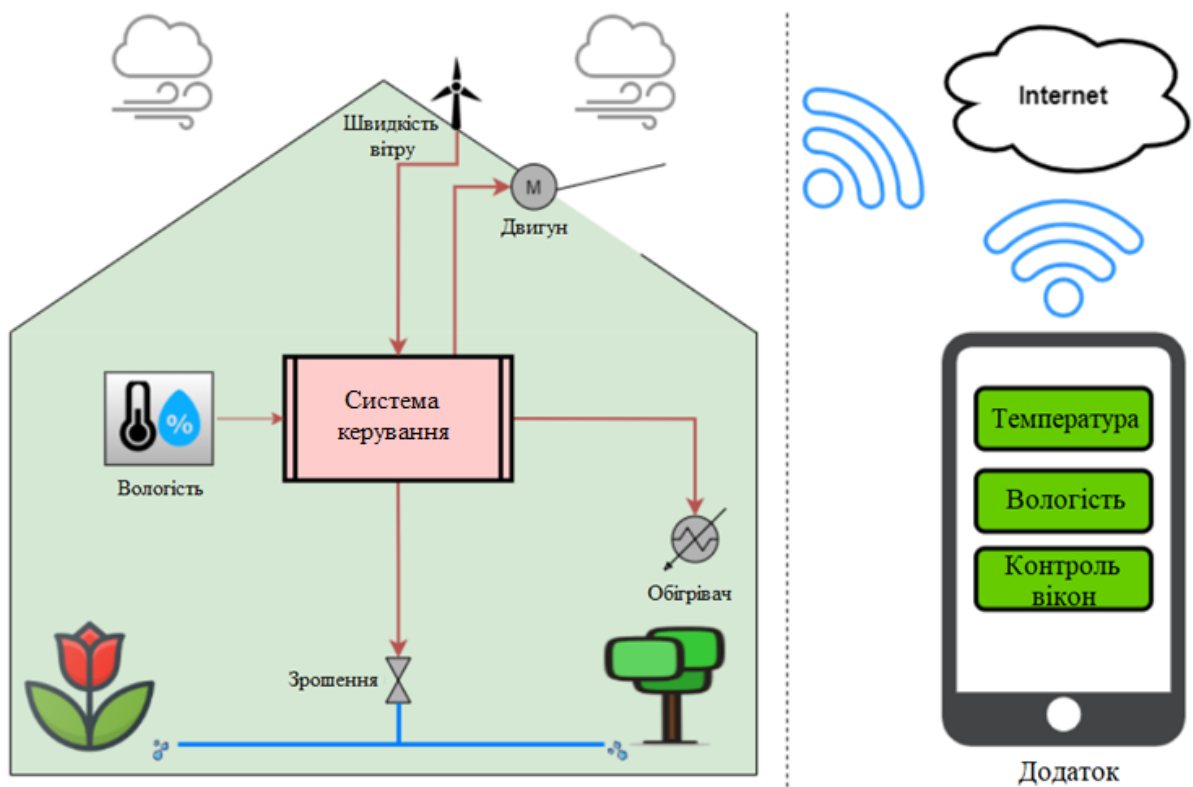 Швидкість
вітру
M
Двигун
Система
керування
%
Вологість
Обігрівач
Зрошення
Internet
Температура
Вологість
Контроль
вікон
Додаток